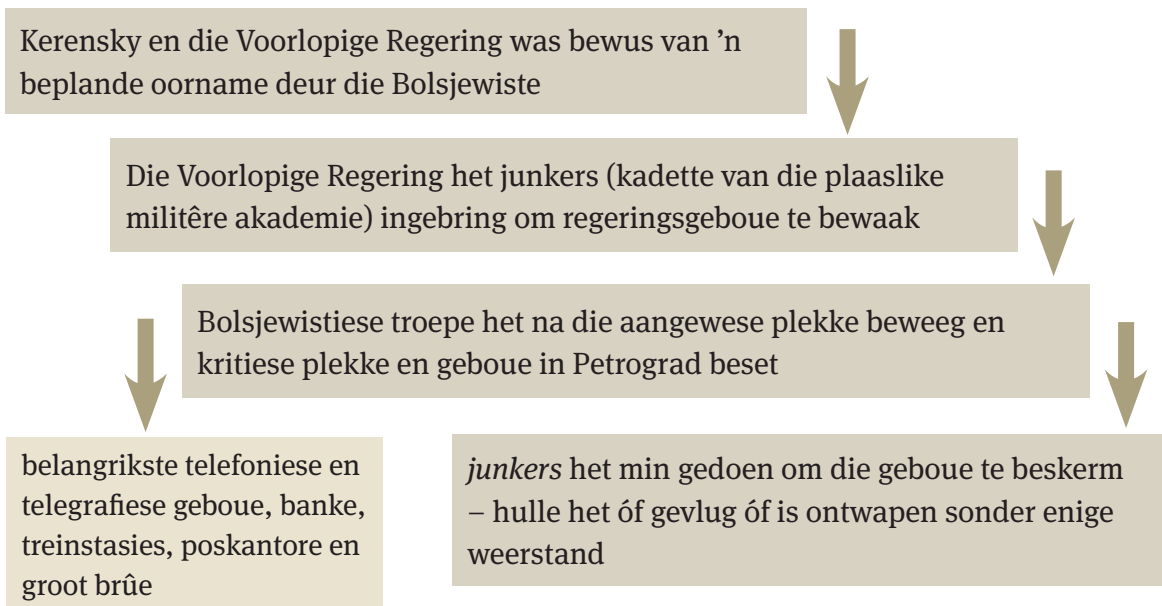 Kerensky en die Voorlopige Regering was bewus van ’n
beplande oorname deur die Bolsjewiste
Die Voorlopige Regering het junkers (kadette van die plaaslike
militêre akademie) ingebring om regeringsgeboue te bewaak
Bolsjewistiese troepe het na die aangewese plekke beweeg en
kritiese plekke en geboue in Petrograd beset
belangrikste telefoniese en
telegrafiese geboue, banke,
treinstasies, poskantore en
groot brûe
junkers het min gedoen om die geboue te beskerm
– hulle het óf gevlug óf is ontwapen sonder enige
weerstand